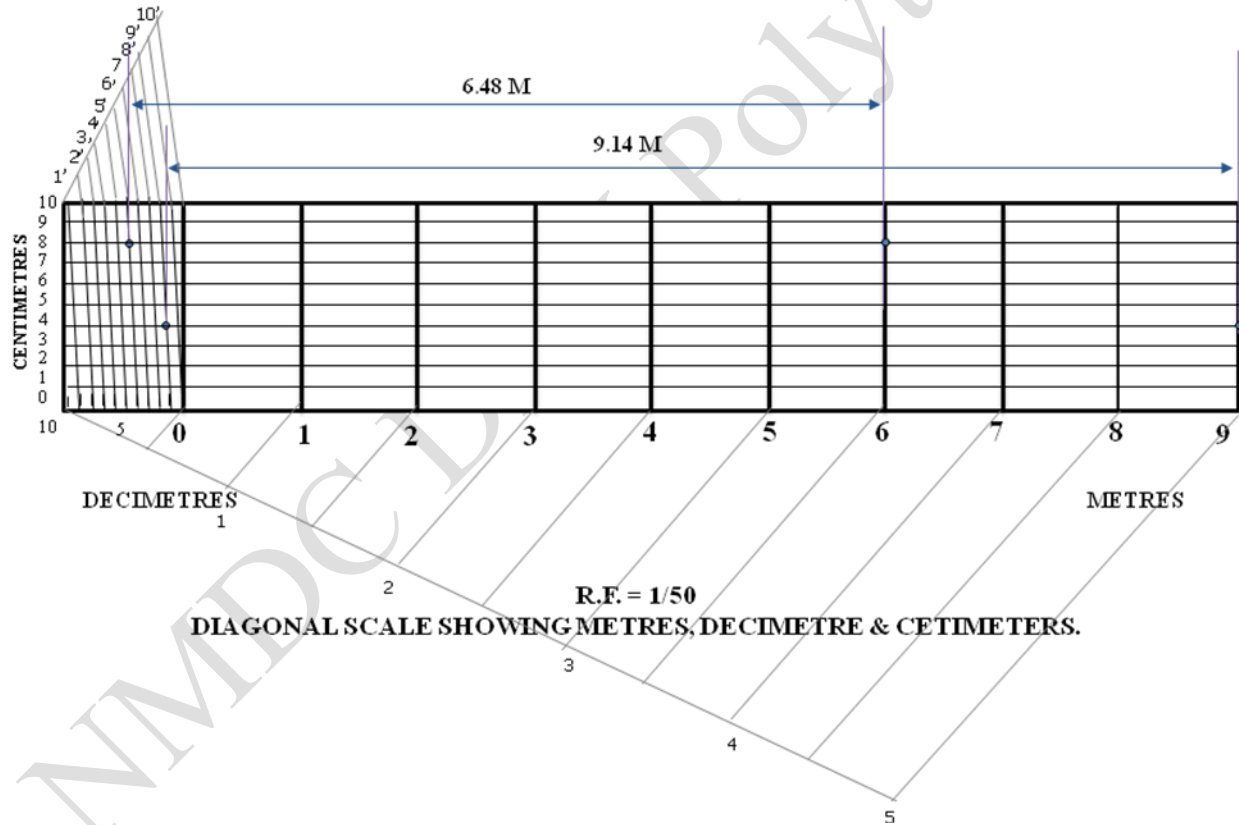 10'
9'
8'
7
6'
5'
4'
3'
2'
1'
6.48 M
9.14 M
10
9
8
7
6
5
4
3
2
1
0
CENTIMETRES
10 5 0 1 2 3 4 5 6 7 8 9
DECIMETRES
METRES
1
2
3
4
5
R.F. = 1/50
DIAGONAL SCALE SHOWING METRES, DECIMETRE & CETIMETERS.
NMDC D Polyt